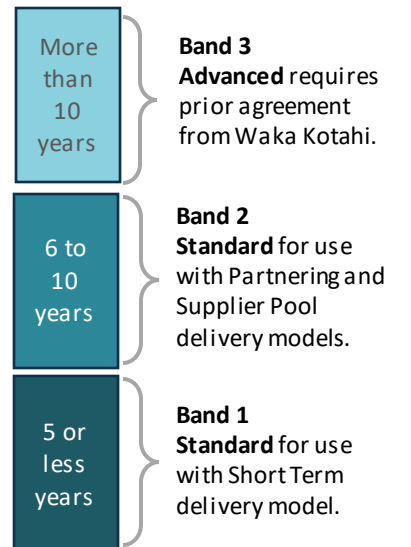 More
than
10
years
Band 3
Advanced requires
prior agreement
from Waka Kotahi.
6 to
10
years
Band 2
Standard for use
with Partnering and
Supplier Pool
delivery models.
5 or
less
years
Band 1
Standard for use
with Short Term
delivery model.